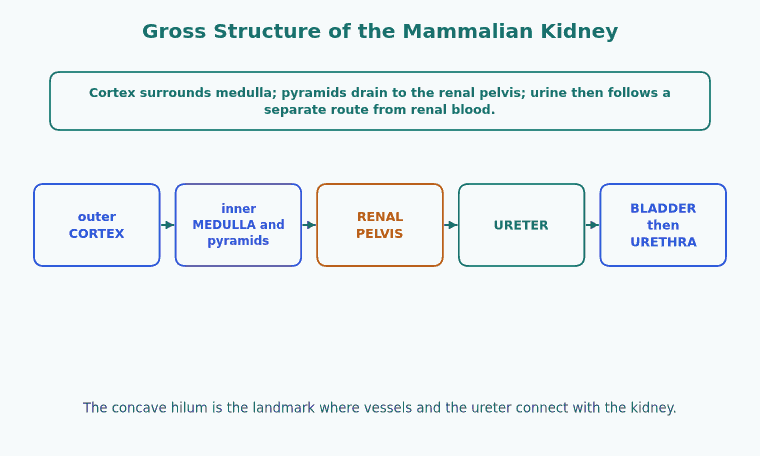 Gross Structure of the Mammalian Kidney
Cortex surrounds medulla; pyramids drain to the renal pelvis; urine then follows a
separate route from renal blood.
outer
CORTEX
inner
MEDULLA and
pyramids
RENAL
PELVIS
URETER
BLADDER
then
URETHRA
The concave hilum is the landmark where vessels and the ureter connect with the kidney.